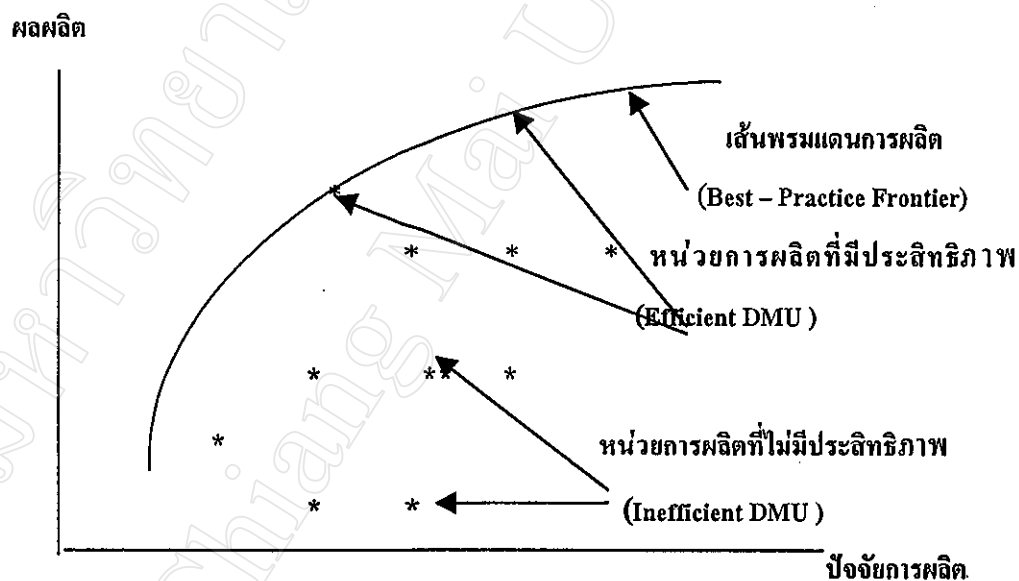 ผลผลิต
เส้นพรมแดนการผลิต
(Best – Practice Frontier)
หน่วยการผลิตที่มีประสิทธิภาพ
(Efficient DMU )
หน่วยการผลิตที่ไม่มีประสิทธิภาพ
(Inefficient DMU )
ปัจจัยการผลิต